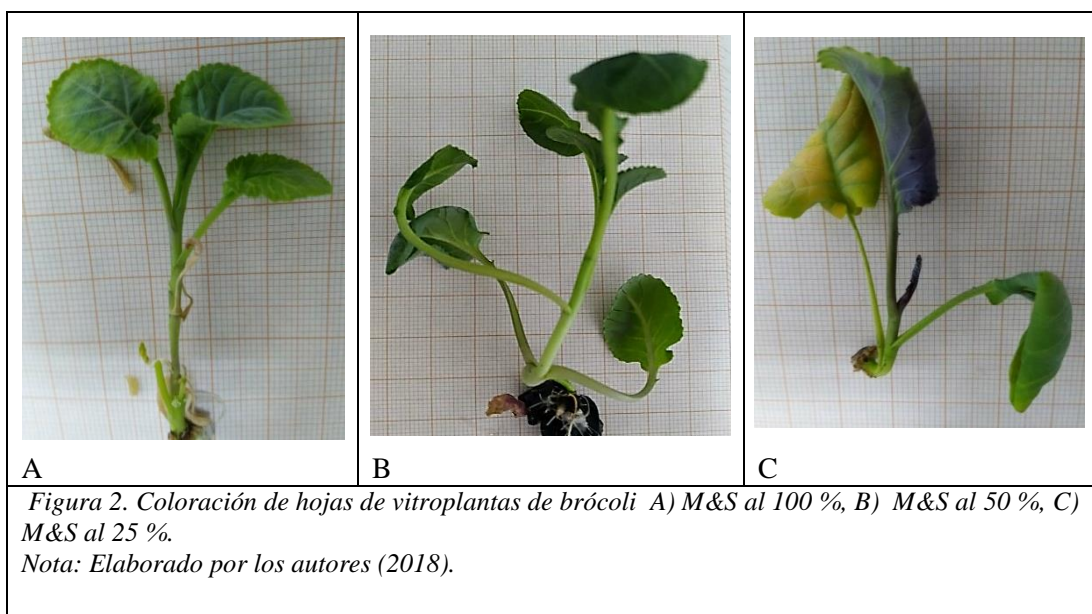 A
B
C
Figura 2. Coloración de hojas de vitroplantas de brócoli A) M&S al 100 %, B) M&S al 50 %, C)
M&S al 25 %.
Nota: Elaborado por los autores (2018).